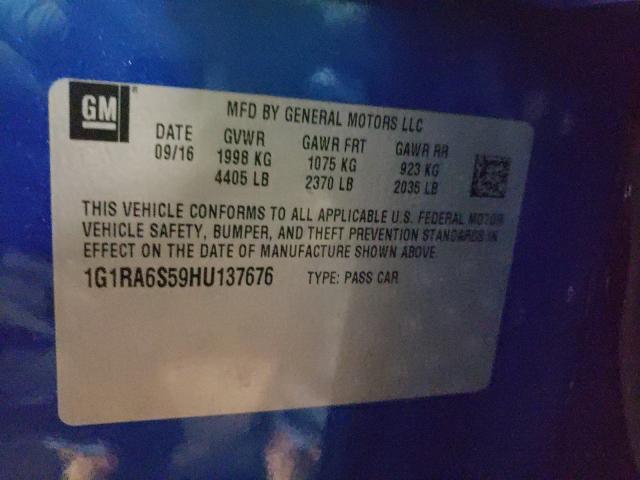 GM
MFD BY GENERAL MOTORS LLC
DATE GVWR GAWR FRT GAWR RR
09/16 1998 KG 1075 KG 923 KG
4405 LB 2370 LB 2035 LB
THIS VEHICLE CONFORMS TO ALL APPLICABLE U.S. FEDERAL MOTOR
VEHICLE SAFETY, BUMPER, AND THEFT PREVENTION STANDARDS IN
EFFECT ON THE DATE OF MANUFACTURE SHOWN ABOVE.
1G1RA6S59HU137676 TYPE: PASS CAR